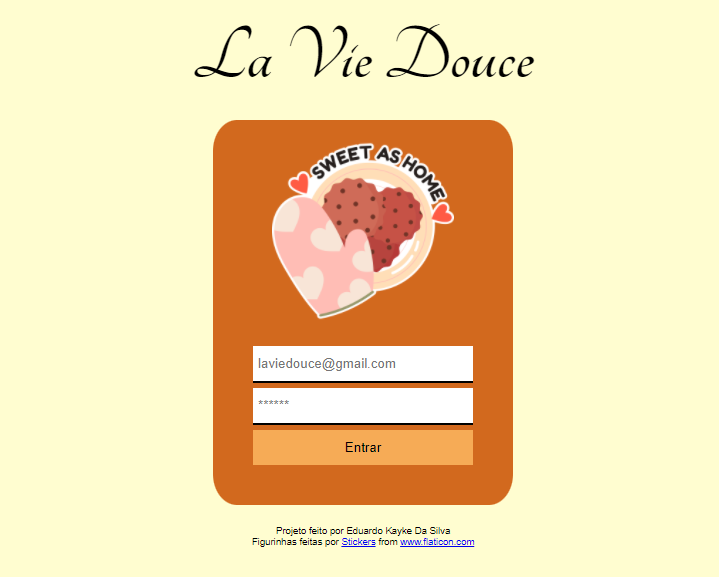 La Vie Douce
SWEET AS HOME
laviedouce@gmail.com
******
Entrar
Projeto feito por Eduardo Kayke Da Silva
Figurinhas feitas por Stickers from www.flaticon.com